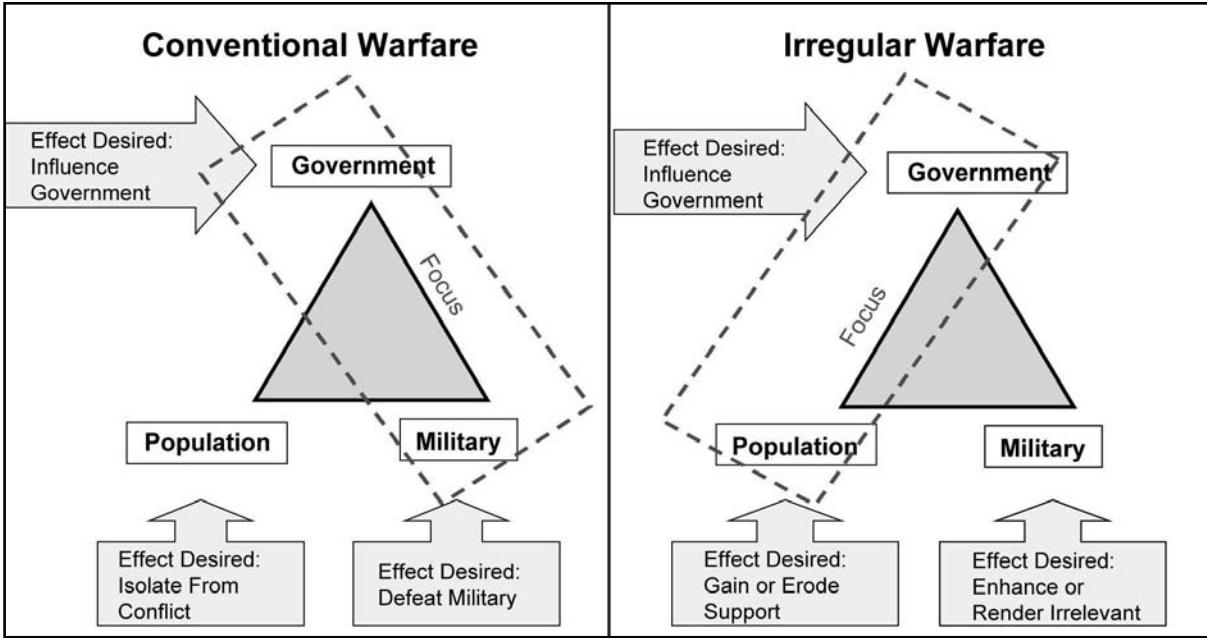 Conventional Warfare
Effect Desired:
Influence
Government
Government
Focus
Population
Military
Effect Desired:
Isolate From
Conflict
Effect Desired:
Defeat Military
Irregular Warfare
Effect Desired:
Influence
Government
Government
Focus
Population
Military
Effect Desired:
Gain or Erode
Support
Effect Desired:
Enhance or
Render Irrelevant